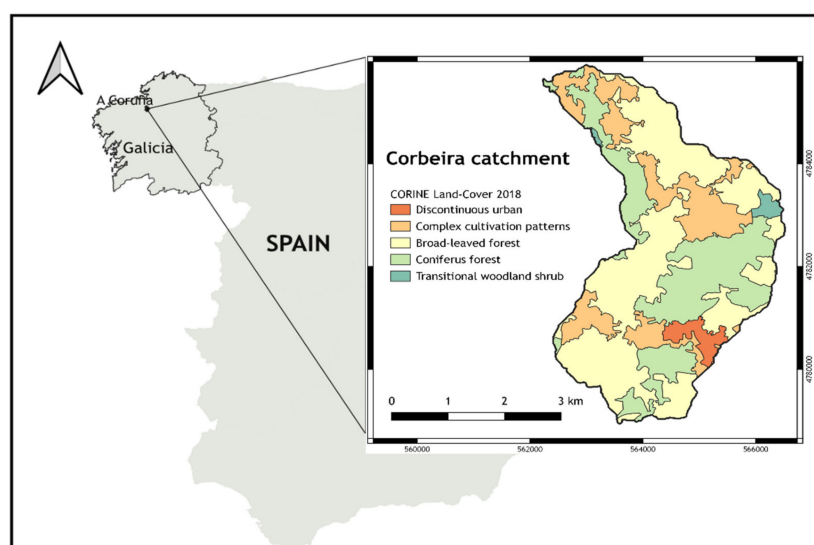 A Coruña
Galicia
SPAIN
Corbeira catchment
CORINE Land-Cover 2018
Discontinuous urban
Complex cultivation patterns
Broad-leaved forest
Coniferus forest
Transitional woodland shrub
0 1 2 3 km
4784000
4782000
4780000
560000 562000 564000 566000